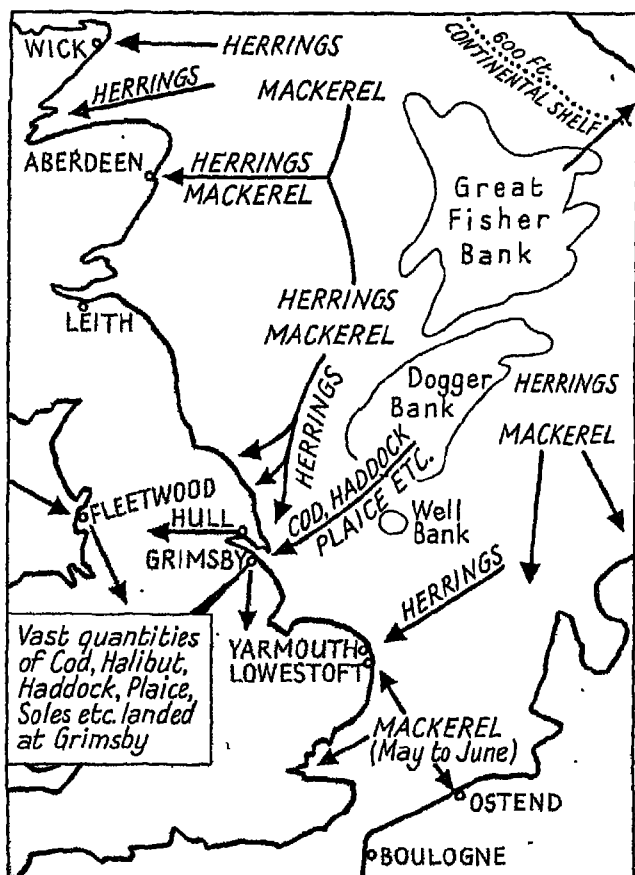 WICK
HERRINGS
600 Ft.
CONTINENTAL SHELF
HERRINGS
MACKEREL
ABERDEEN
HERRINGS
MACKEREL
Great
Fisher
Bank
LEITH
HERRINGS
MACKEREL
HERRINGS
Dogger
Bank
HERRINGS
MACKEREL
COD, HADDOCK
PLAICE ETC.
Well
Bank
FLEETWOOD
HULL
GRIMSBY
HERRINGS
Vast quantities
of Cod, Halibut,
Haddock, Plaice,
Soles etc. landed
at Grimsby
YARMOUTH
LOWESTOFT
MACKEREL
(May to June)
OSTEND
BOULOGNE